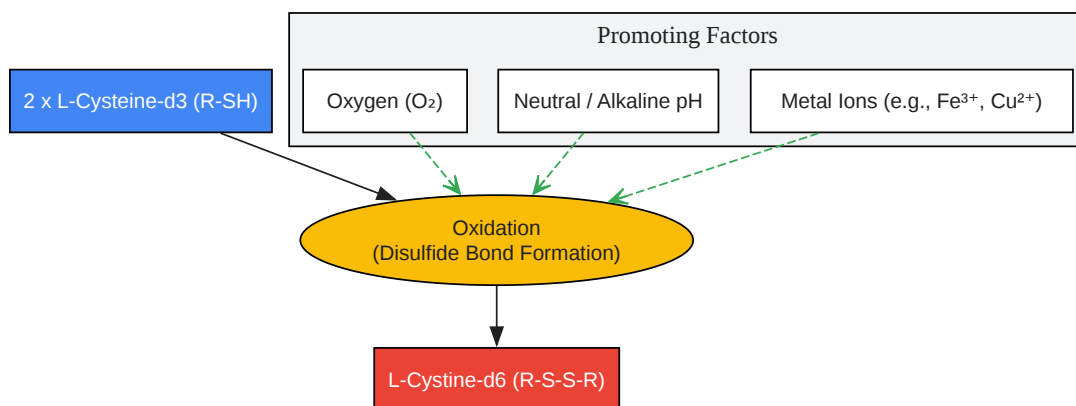 Promoting Factors
2 x L-Cysteine-d3 (R-SH)
Oxygen (O₂)
Neutral / Alkaline pH
Metal Ions (e.g., Fe³⁺, Cu²⁺)
Oxidation
(Disulfide Bond Formation)
L-Cystine-d6 (R-S-S-R)